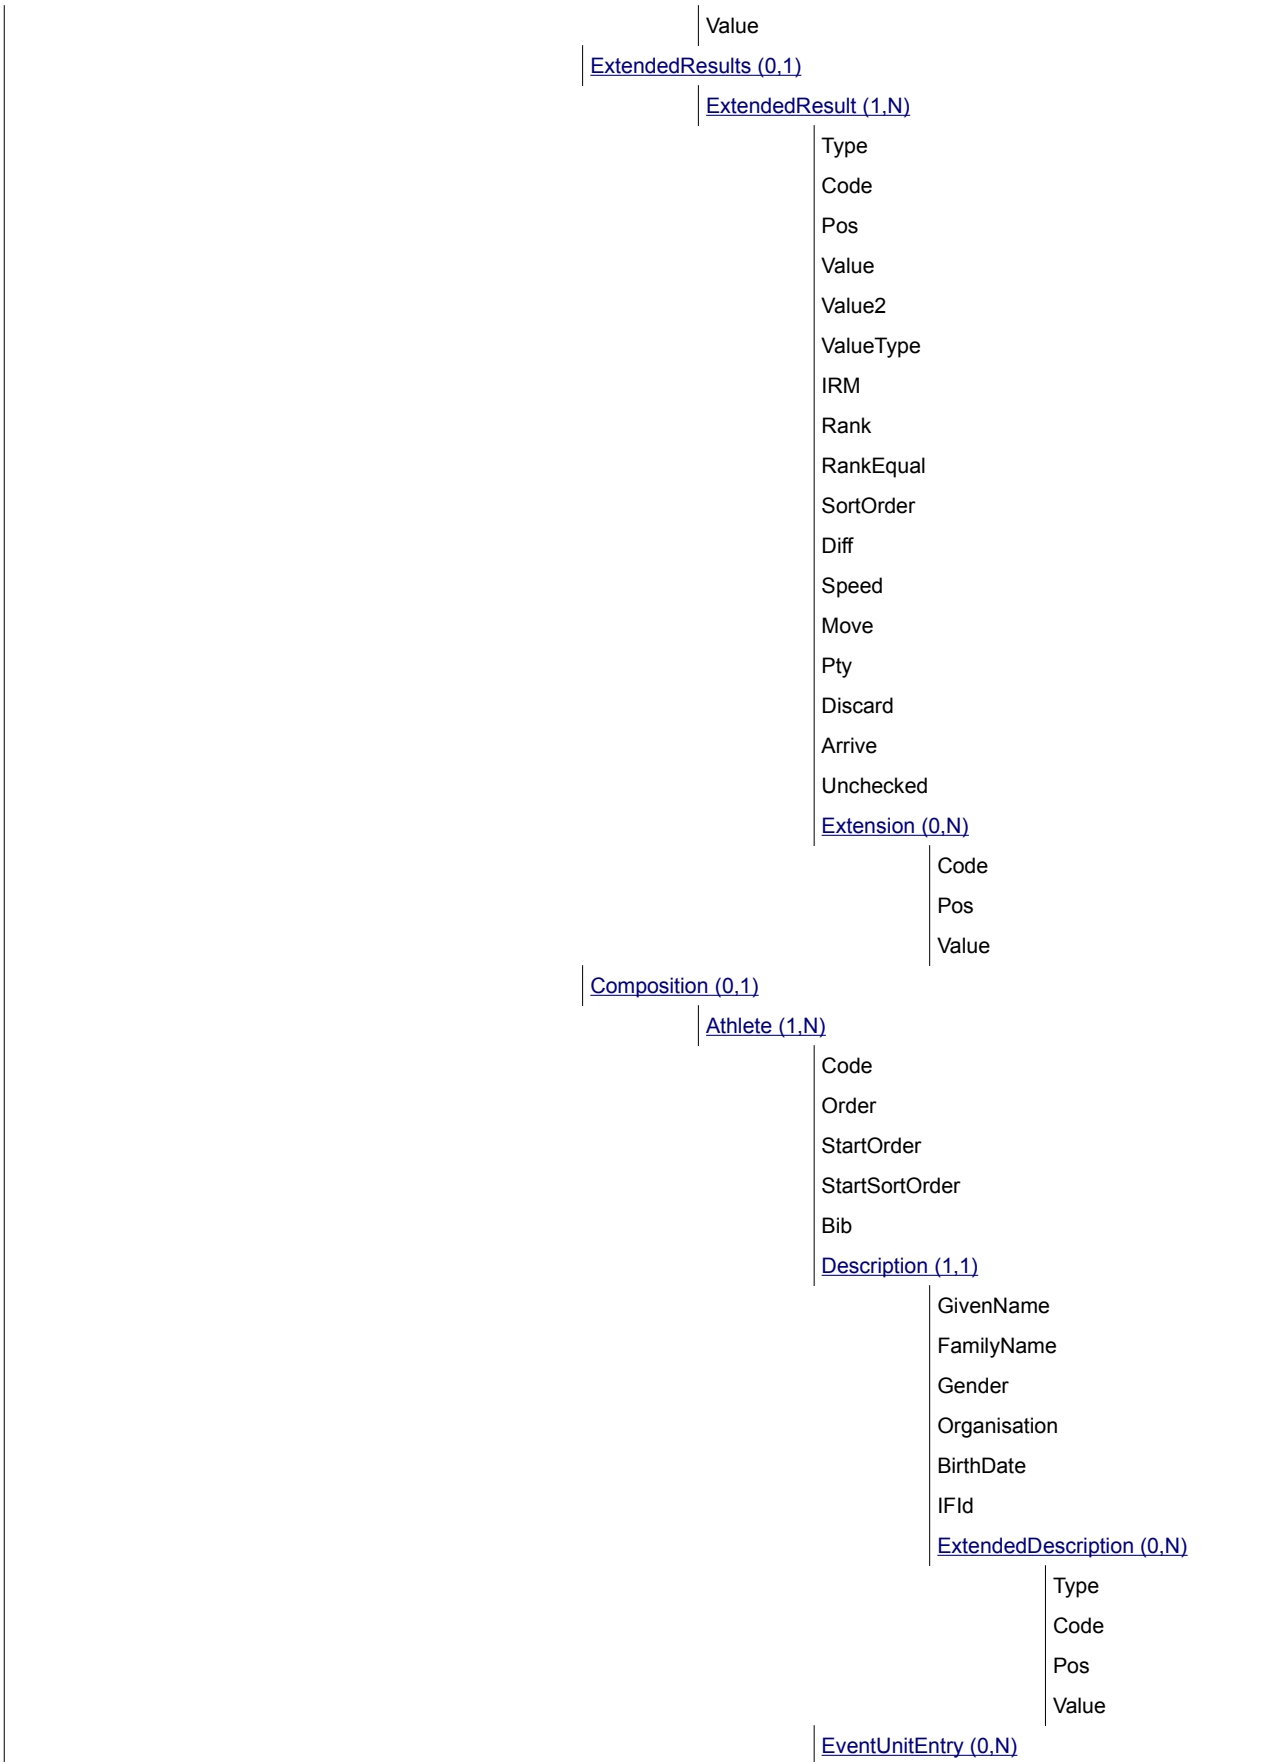 Value
ExtendedResults (0,1)
ExtendedResult (1,N)
Type
Code
Pos
Value
Value2
ValueType
IRM
Rank
RankEqual
SortOrder
Diff
Speed
Move
Pty
Discard
Arrive
Unchecked
Extension (0,N)
Code
Pos
Value
Composition (0,1)
Athlete (1,N)
Code
Order
StartOrder
StartSortOrder
Bib
Description (1,1)
GivenName
FamilyName
Gender
Organisation
BirthDate
IFId
ExtendedDescription (0,N)
Type
Code
Pos
Value
EventUnitEntry (0,N)